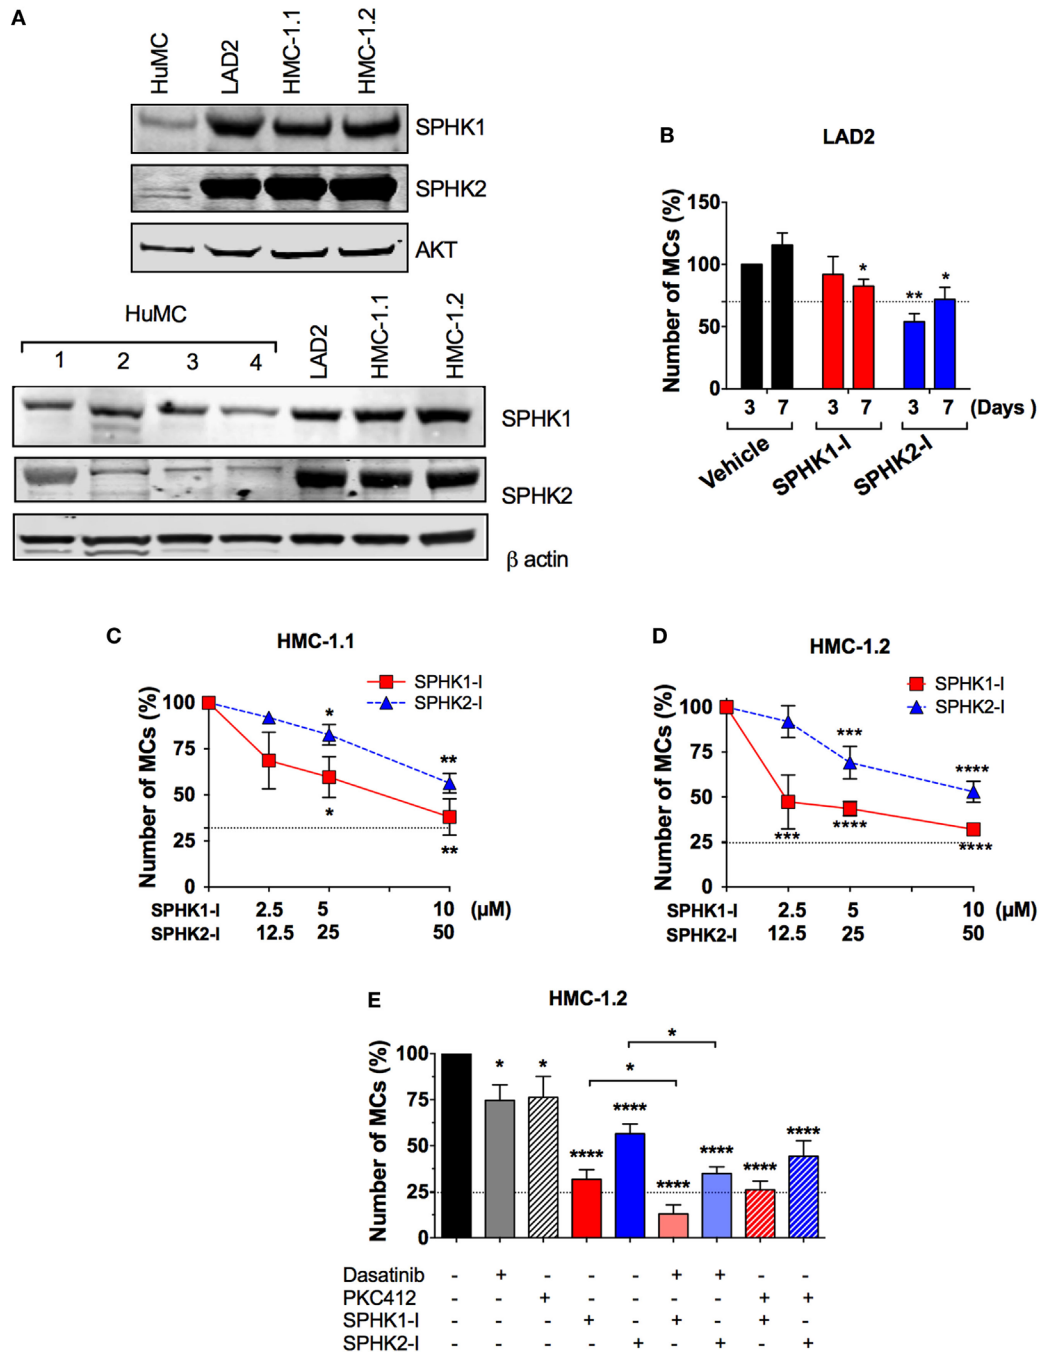 A
HuMC
LAD2
HMC-1.1
HMC-1.2
SPHK1
SPHK2
AKT
HuMC
1 2 3 4
LAD2
HMC-1.1
HMC-1.2
SPHK1
SPHK2
β actin
B
LAD2
Number of MCs (%)
150
100
50
0
*
**
*
3 7 3 7 3 7 (Days )
Vehicle
SPHK1-I
SPHK2-I
C
HMC-1.1
SPHK1-I
SPHK2-I
Number of MCs (%)
100
75
50
25
0
*
**
*
**
SPHK1-I 2.5 5 10 (µM)
SPHK2-I 12.5 25 50
D
HMC-1.2
SPHK1-I
SPHK2-I
Number of MCs (%)
100
75
50
25
0
***
****
***
****
****
SPHK1-I 2.5 5 10 (µM)
SPHK2-I 12.5 25 50
E
HMC-1.2
Number of MCs (%)
100
75
50
25
0
*
*
* *
****
****
****
****
****
****
Dasatinib - + - - - + + - -
PKC412 - - + - - - - + +
SPHK1-I - - - + - + - + -
SPHK2-I - - - - + - + - +